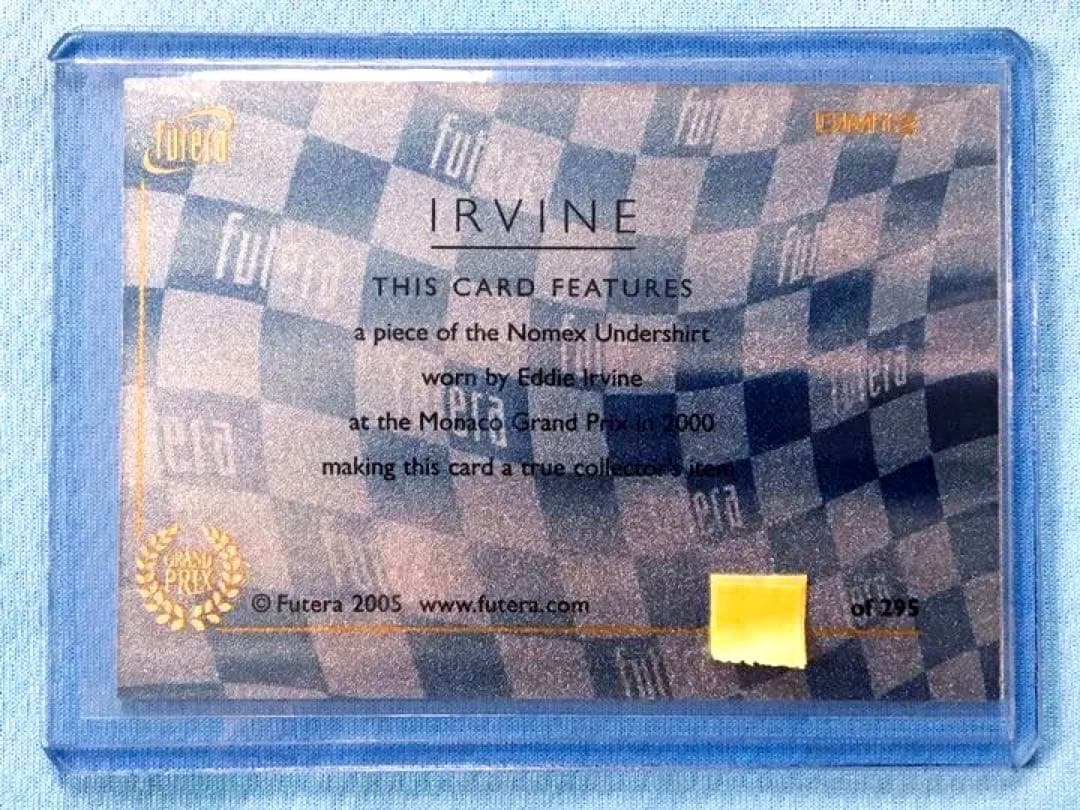 futera
IRVINE
THIS CARD FEATURES
a piece of the Nomex Undershirt
worn by Eddie Irvine
at the Monaco Grand Prix in 2000
making this card a true collector's item
GRAND
PRIX
© Futera 2005 www.futera.com
of 295